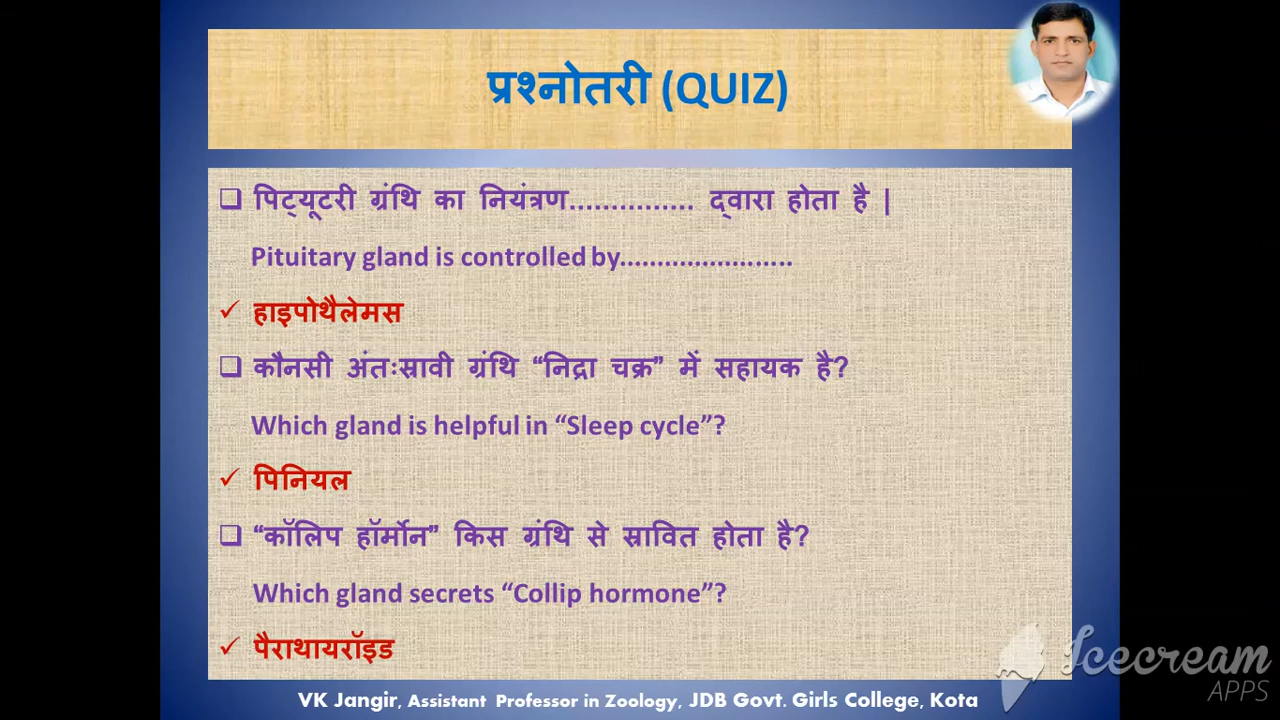 प्रश्नोतरी (QUIZ)
पिट्यूटरी ग्रंथि का नियंत्रण............... द्वारा होता है |
Pituitary gland is controlled by.......................
हाइपोथैलेमस
कौनसी अंतःस्रावी ग्रंथि “निद्रा चक्र” में सहायक है?
Which gland is helpful in “Sleep cycle”?
पिनियल
“कॉलिप हॉर्मोन” किस ग्रंथि से स्रावित होता है?
Which gland secrets “Collip hormone”?
पैराथायरॉइड
Icecream
APPS
VK Jangir, Assistant Professor in Zoology, JDB Govt. Girls College, Kota